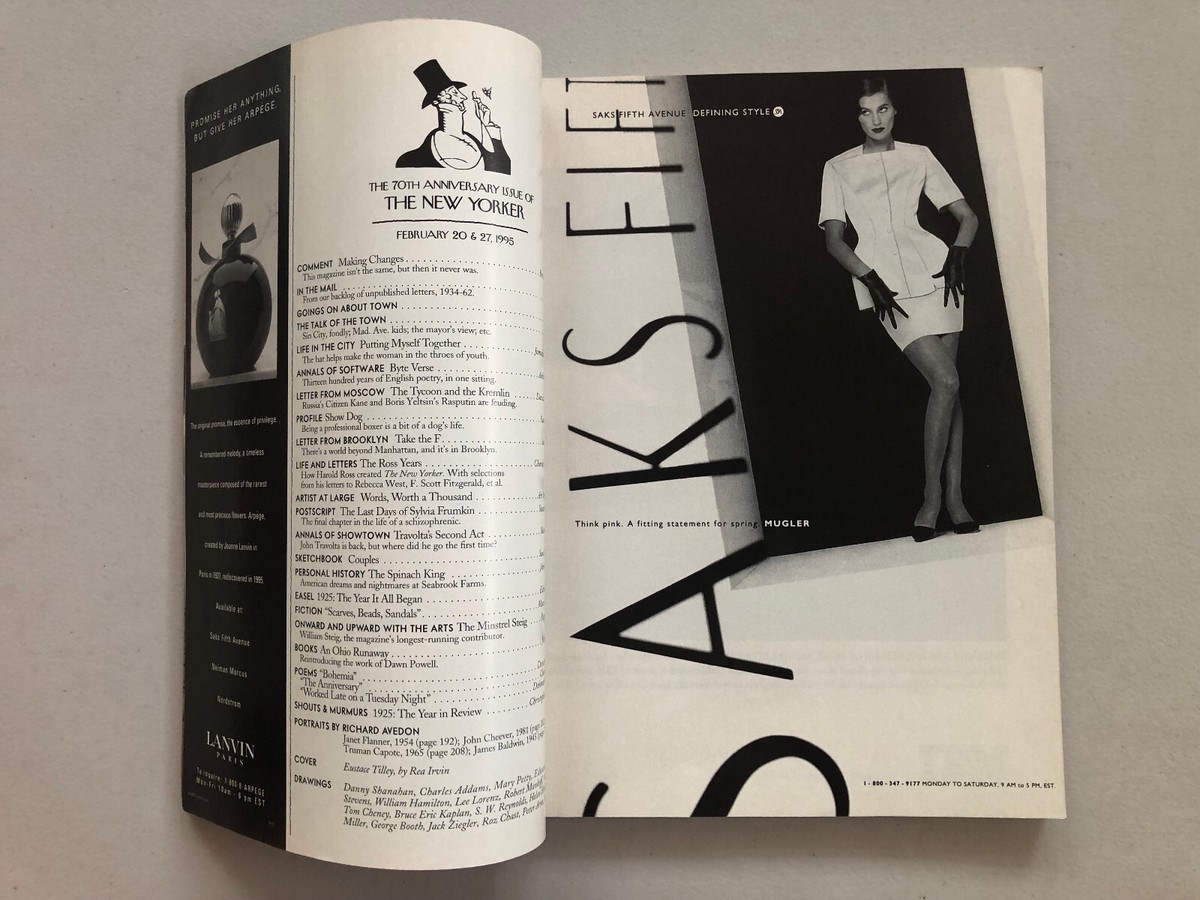 PROMISE HER ANYTHING,
BUT GIVE HER ARPÈGE.
The original promise, the essence of privilege.
A remembered melody, a timeless
masterpiece composed of the rarest
and most precious flowers. Arpège,
created by Jeanne Lanvin in
Paris in 1927, rediscovered in 1995.
Available at:
Saks Fifth Avenue
Neiman Marcus
Nordstrom
LANVIN
PARIS
To inquire: 1 800 8-ARPEGE
Mon-Fri 10am - 6 pm EST
THE 70TH ANNIVERSARY ISSUE OF
THE NEW YORKER
FEBRUARY 20 & 27, 1995
COMMENT Making Changes
This magazine isn't the same, but then it never was.
IN THE MAIL
From our backlog of unpublished letters, 1934-62.
GOINGS ON ABOUT TOWN
THE TALK OF THE TOWN
Sin City, fondly; Mad. Ave. kids; the mayor's view; etc.
LIFE IN THE CITY Putting Myself Together
The hat helps make the woman in the throes of youth.
ANNALS OF SOFTWARE Byte Verse
Thirteen hundred years of English poetry, in one sitting.
LETTER FROM MOSCOW The Tycoon and the Kremlin
Russia's Citizen Kane and Boris Yeltsin's Rasputin are feuding.
PROFILE Show Dog
Being a professional boxer is a bit of a dog's life.
LETTER FROM BROOKLYN Take the F
There's a world beyond Manhattan, and it's in Brooklyn.
LIFE AND LETTERS The Ross Years
How Harold Ross created The New Yorker. With selections
from his letters to Rebecca West, F. Scott Fitzgerald, et al.
ARTIST AT LARGE Words, Worth a Thousand
POSTSCRIPT The Last Days of Sylvia Frumkin
The final chapter in the life of a schizophrenic.
ANNALS OF SHOWTOWN Travolta's Second Act
John Travolta is back, but where did he go the first time?
SKETCHBOOK Couples
PERSONAL HISTORY The Spinach King
American dreams and nightmares at Seabrook Farms.
EASEL 1925: The Year It All Began
FICTION "Scarves, Beads, Sandals"
ONWARD AND UPWARD WITH THE ARTS The Minstrel Steig
William Steig, the magazine's longest-running contributor.
BOOKS An Ohio Runaway
Reintroducing the work of Dawn Powell.
POEMS "Bohemia"
"The Anniversary"
"Worked Late on a Tuesday Night"
SHOUTS & MURMURS 1925: The Year in Review
PORTRAITS BY RICHARD AVEDON
Janet Flanner, 1954 (page 192); John Cheever, 1981
Truman Capote, 1965 (page 208); James Baldwin, 1945
COVER
Eustace Tilley, by Rea Irvin
DRAWINGS
Danny Shanahan, Charles Addams, Mary Petty,
Stevens, William Hamilton, Lee Lorenz, Robert
Tom Cheney, Bruce Eric Kaplan, S. W. Reynolds,
Miller, George Booth, Jack Ziegler, Roz Chast, Peter
SAKS FIFTH AVENUE DEFINING STYLE
SAKS FIFT
Think pink. A fitting statement for spring MUGLER
1 - 800 - 347 - 9177 MONDAY TO SATURDAY, 9 AM to 5 PM, EST.